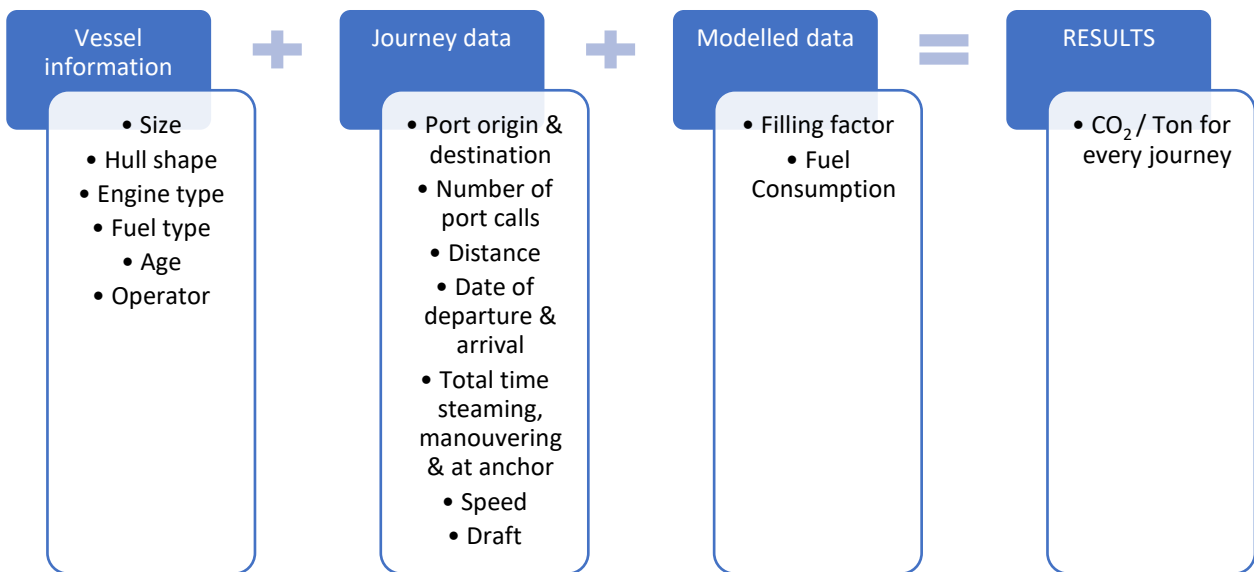 Vessel
information
• Size
• Hull shape
• Engine type
• Fuel type
• Age
• Operator
Journey data
• Port origin &
destination
• Number of
port calls
• Distance
• Date of
departure &
arrival
• Total time
steaming,
manouvering
& at anchor
• Speed
• Draft
Modelled data
• Filling factor
• Fuel
Consumption
RESULTS
• CO₂ / Ton for
every journey